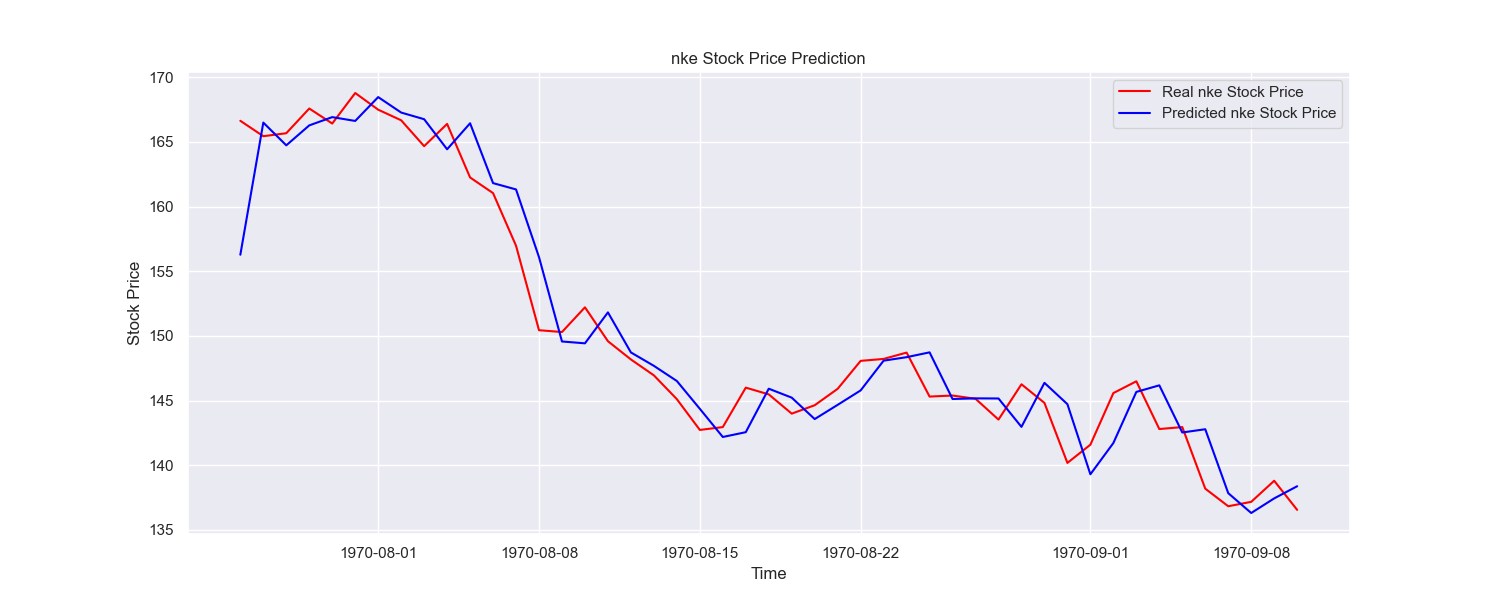 nke Stock Price Prediction
Real nke Stock Price
Predicted nke Stock Price
Stock Price
170
165
160
155
150
145
140
135
1970-08-01 1970-08-08 1970-08-15 1970-08-22 1970-09-01 1970-09-08
Time